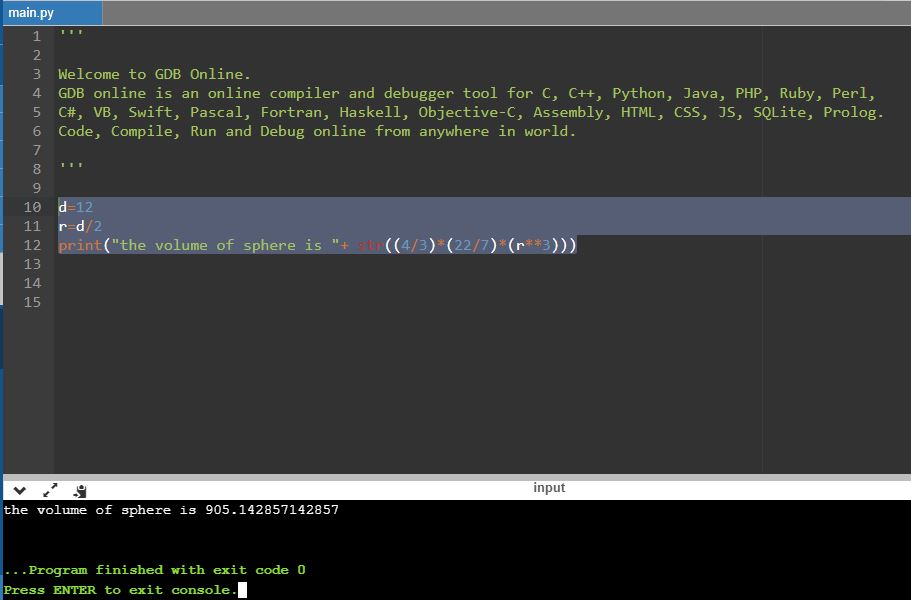 main.py
1 '''
2
3 Welcome to GDB Online.
4 GDB online is an online compiler and debugger tool for C, C++, Python, Java, PHP, Ruby, Perl,
5 C#, VB, Swift, Pascal, Fortran, Haskell, Objective-C, Assembly, HTML, CSS, JS, SQLite, Prolog.
6 Code, Compile, Run and Debug online from anywhere in world.
7
8 '''
9
10 d=12
11 r=d/2
12 print("the volume of sphere is "+ str((4/3)*(22/7)*(r**3)))
13
14
15
input
the volume of sphere is 905.142857142857
...Program finished with exit code 0
Press ENTER to exit console.